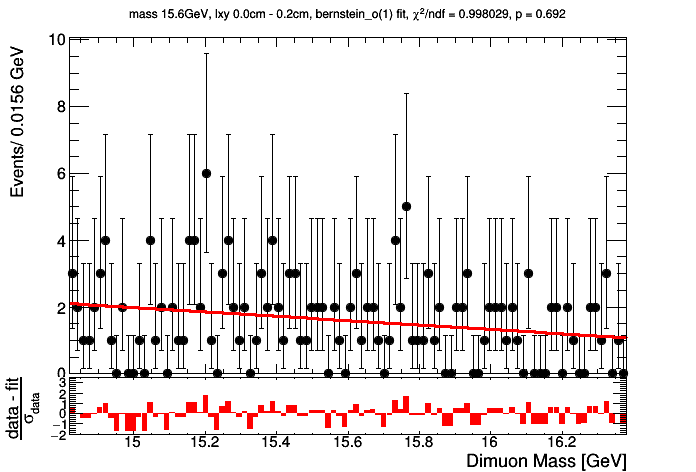 mass 15.6GeV, lxy 0.0cm - 0.2cm, bernstein_o(1) fit, χ²/ndf = 0.998029, p = 0.692
Events/ 0.0156 GeV
10
8
6
4
2
0
data - fit
σdata
3
2
1
0
−1
−2
15 15.2 15.4 15.6 15.8 16 16.2
Dimuon Mass [GeV]